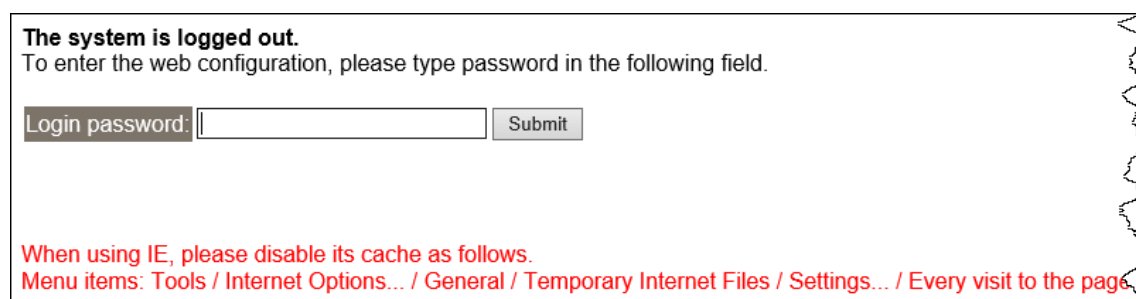 The system is logged out.
To enter the web configuration, please type password in the following field.
Login password: Submit
When using IE, please disable its cache as follows.
Menu items: Tools / Internet Options... / General / Temporary Internet Files / Settings... / Every visit to the page